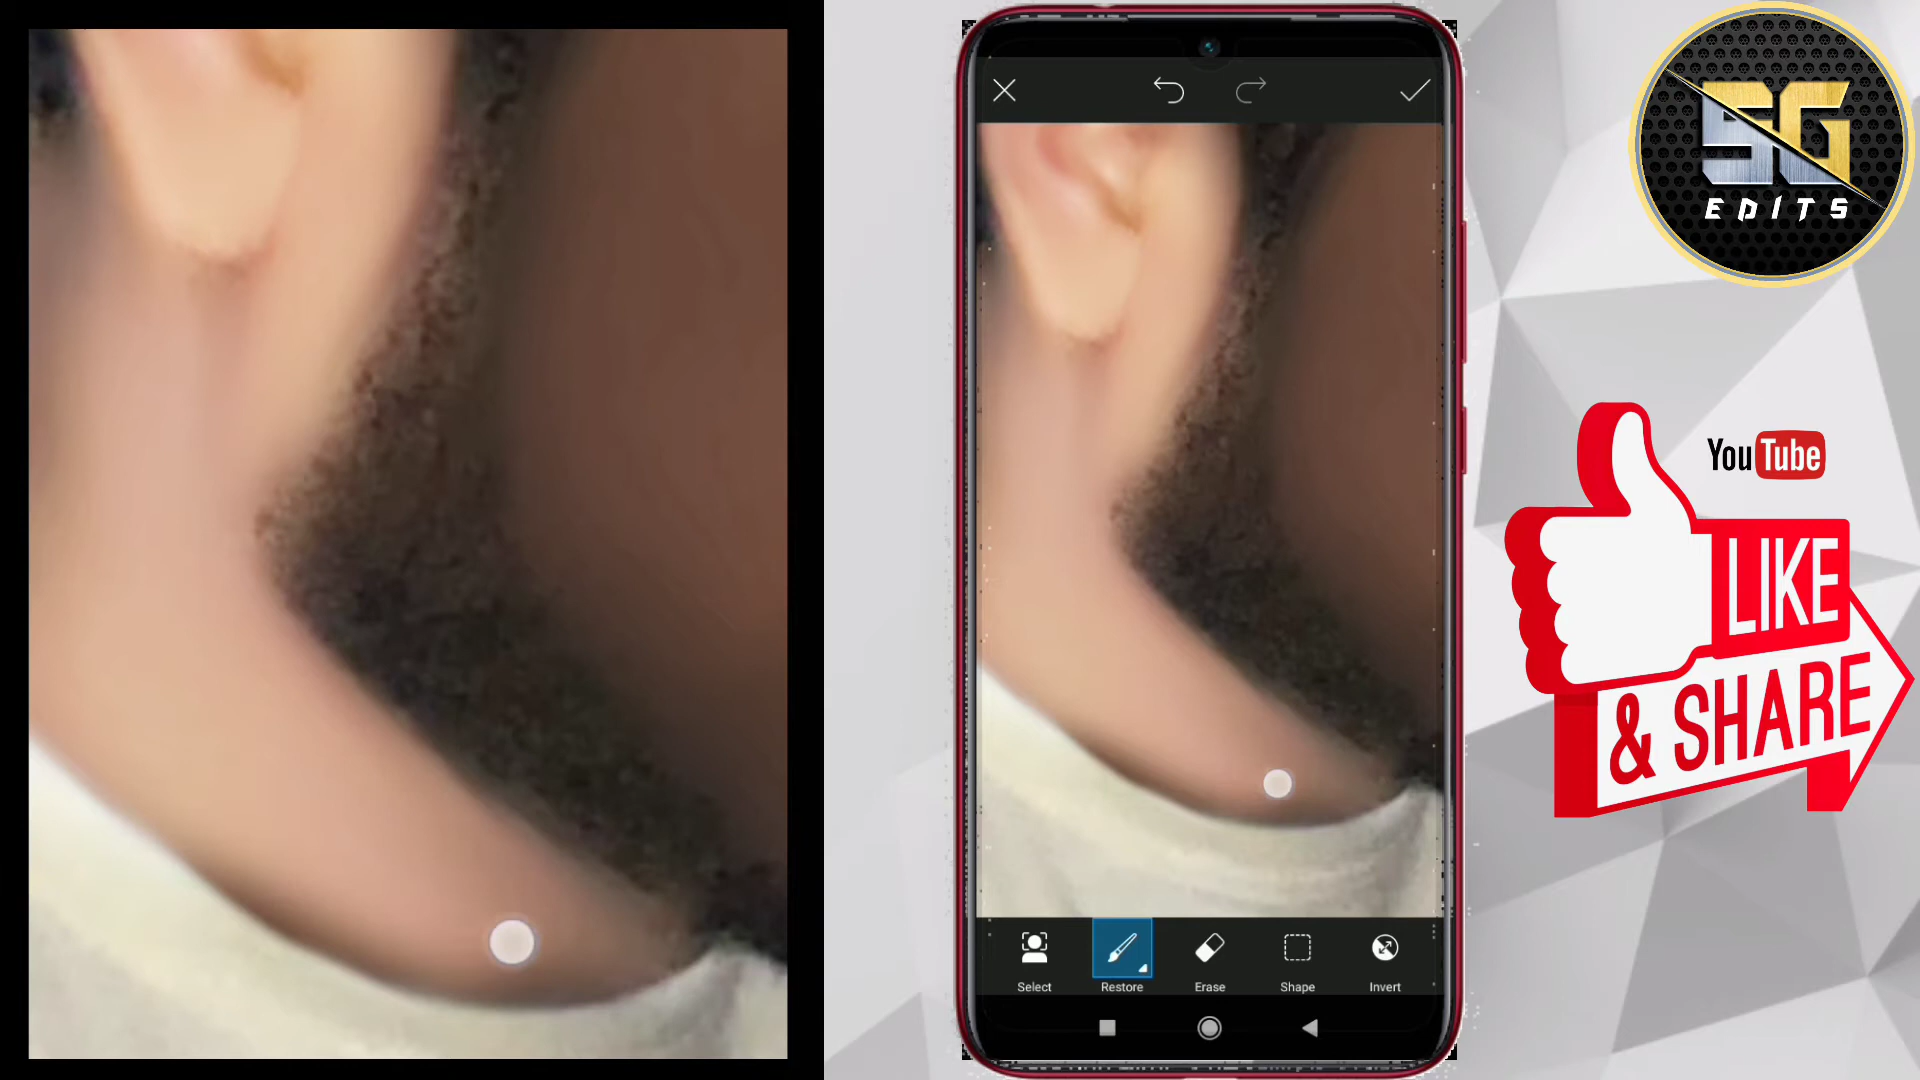 SG
EDITS
YouTube
LIKE
& SHARE
Select
Restore
Erase
Shape
Invert